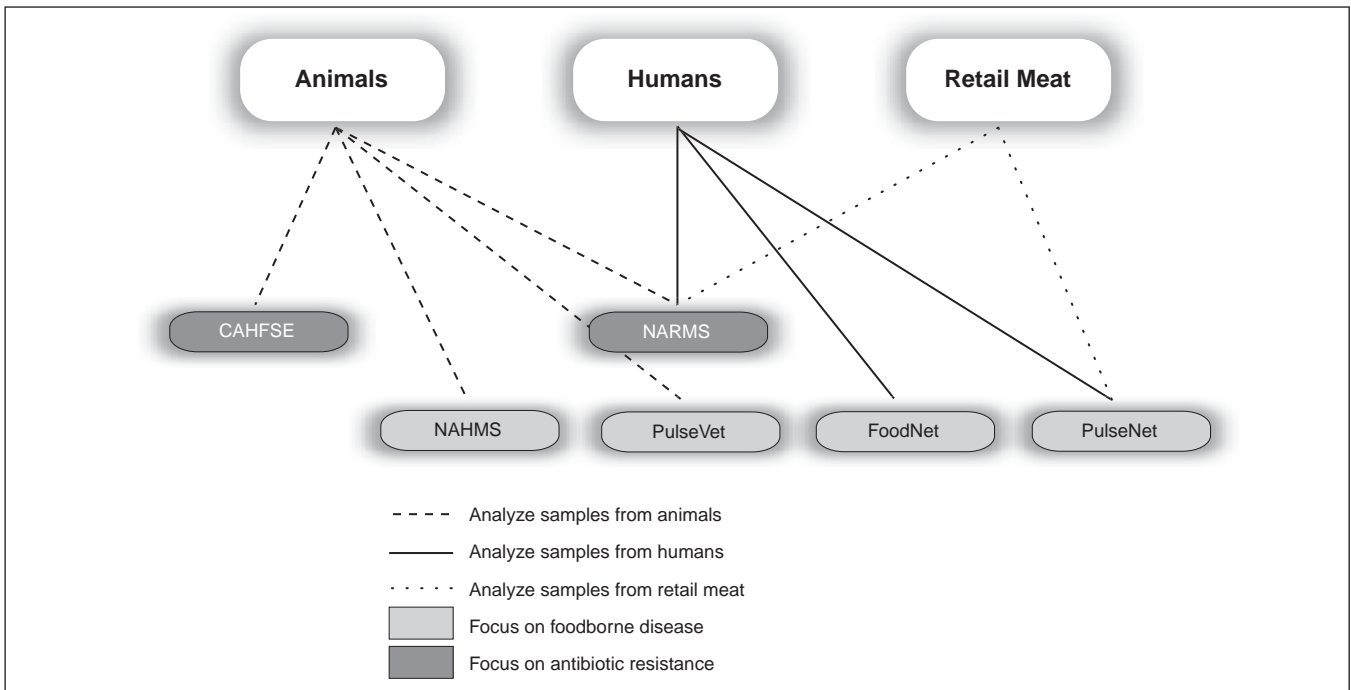 Animals
Humans
Retail Meat
CAHFSE
NARMS
NAHMS
PulseVet
FoodNet
PulseNet
Analyze samples from animals
Analyze samples from humans
Analyze samples from retail meat
Focus on foodborne disease
Focus on antibiotic resistance